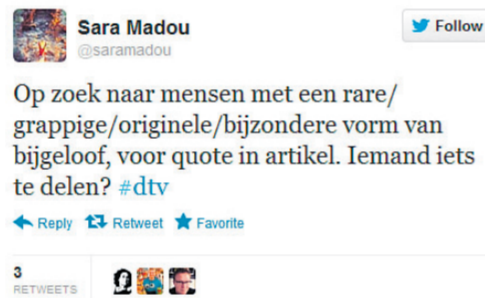 Sara Madou
@saramadou
Follow
Op zoek naar mensen met een rare/
grappige/originele/bijzondere vorm van
bijgeloof, voor quote in artikel. Iemand iets
te delen? #dtv
Reply Retweet Favorite
3
RETWEETS